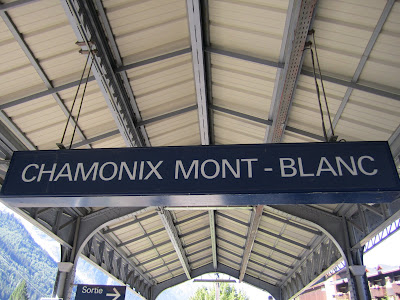 CHAMONIX MONT - BLANC
Sortie →